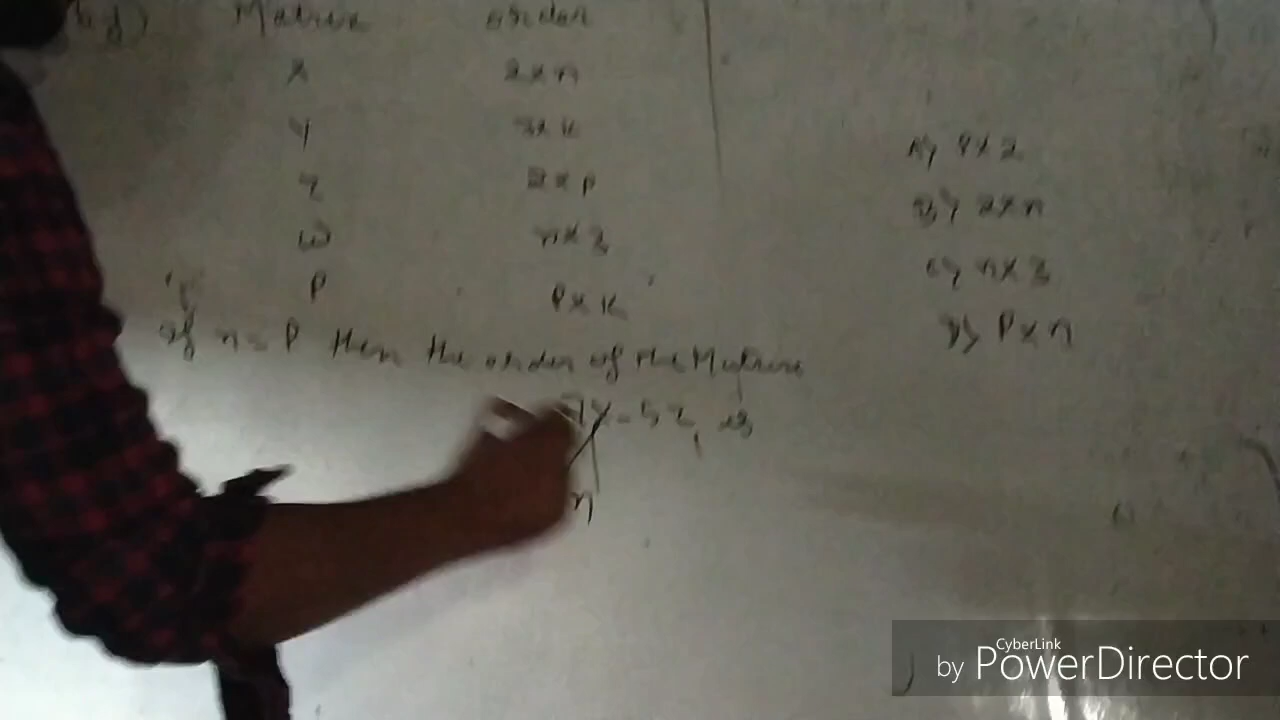 Matrix order
X 2 x n
Y 3 x k
Z 2 x p
W n x 3
P P x k
If n = P then the order of the Matrix
7X - 5Z is
n
A) P x 2
B) 2 x n
C) n x 3
D) P x n
CyberLink
by PowerDirector